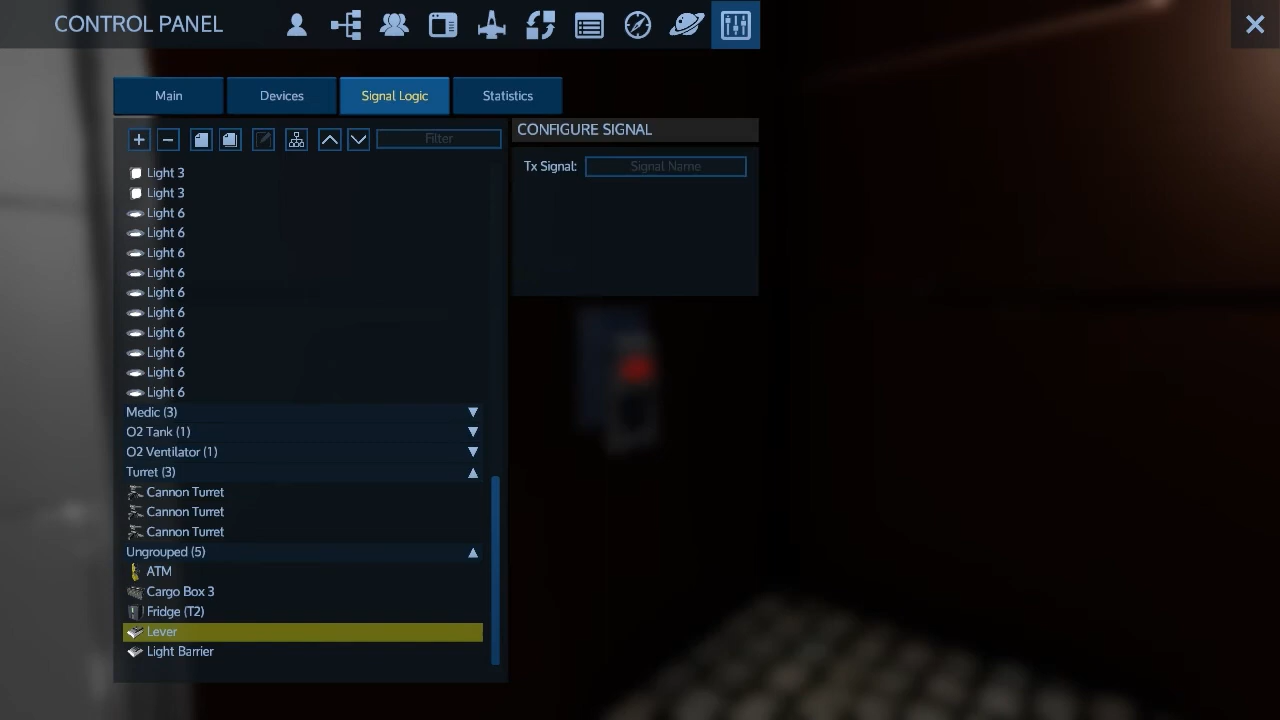 CONTROL PANEL
Main
Devices
Signal Logic
Statistics
Filter
CONFIGURE SIGNAL
Tx Signal:
Signal Name
Light 3
Light 3
Light 6
Light 6
Light 6
Light 6
Light 6
Light 6
Light 6
Light 6
Light 6
Light 6
Medic (3)
O2 Tank (1)
O2 Ventilator (1)
Turret (3)
Cannon Turret
Cannon Turret
Cannon Turret
Ungrouped (5)
ATM
Cargo Box 3
Fridge (T2)
Lever
Light Barrier